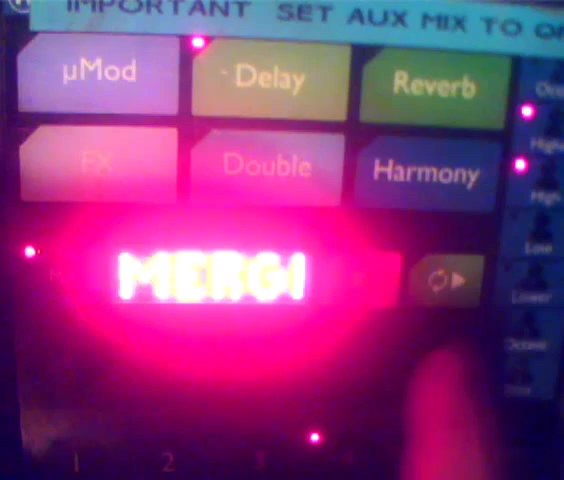 IMPORTANT SET AUX MIX TO
µMod Delay Reverb
FX Double Harmony
MERGI
High
Low
Lower
1 2 3 4